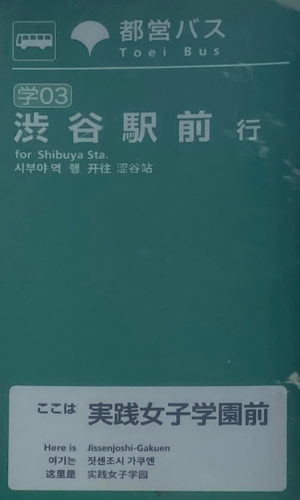 都営バス
Toei Bus
学03
渋谷駅前 行
for Shibuya Sta.
시부야 역 행 开往 涩谷站
ここは 実践女子学園前
Here is Jissenjoshi-Gakuen
여기는 짓센조시 가쿠엔
这里是 实践女子学园